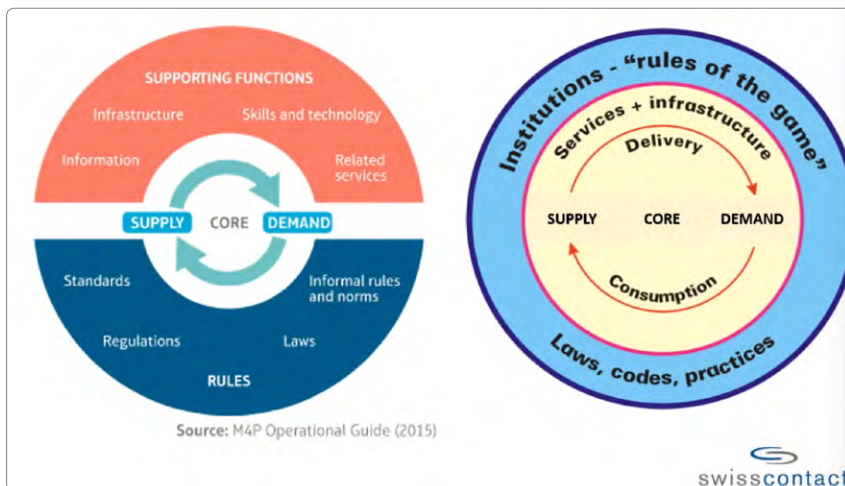 SUPPORTING FUNCTIONS
Infrastructure
Skills and technology
Information
Related
services
SUPPLY
CORE
DEMAND
Standards
Informal rules
and norms
Regulations
Laws
RULES
Source: M4P Operational Guide (2015)
Institutions - “rules of the game”
Services + infrastructure
Delivery
SUPPLY
CORE
DEMAND
Consumption
Laws, codes, practices
swisscontact